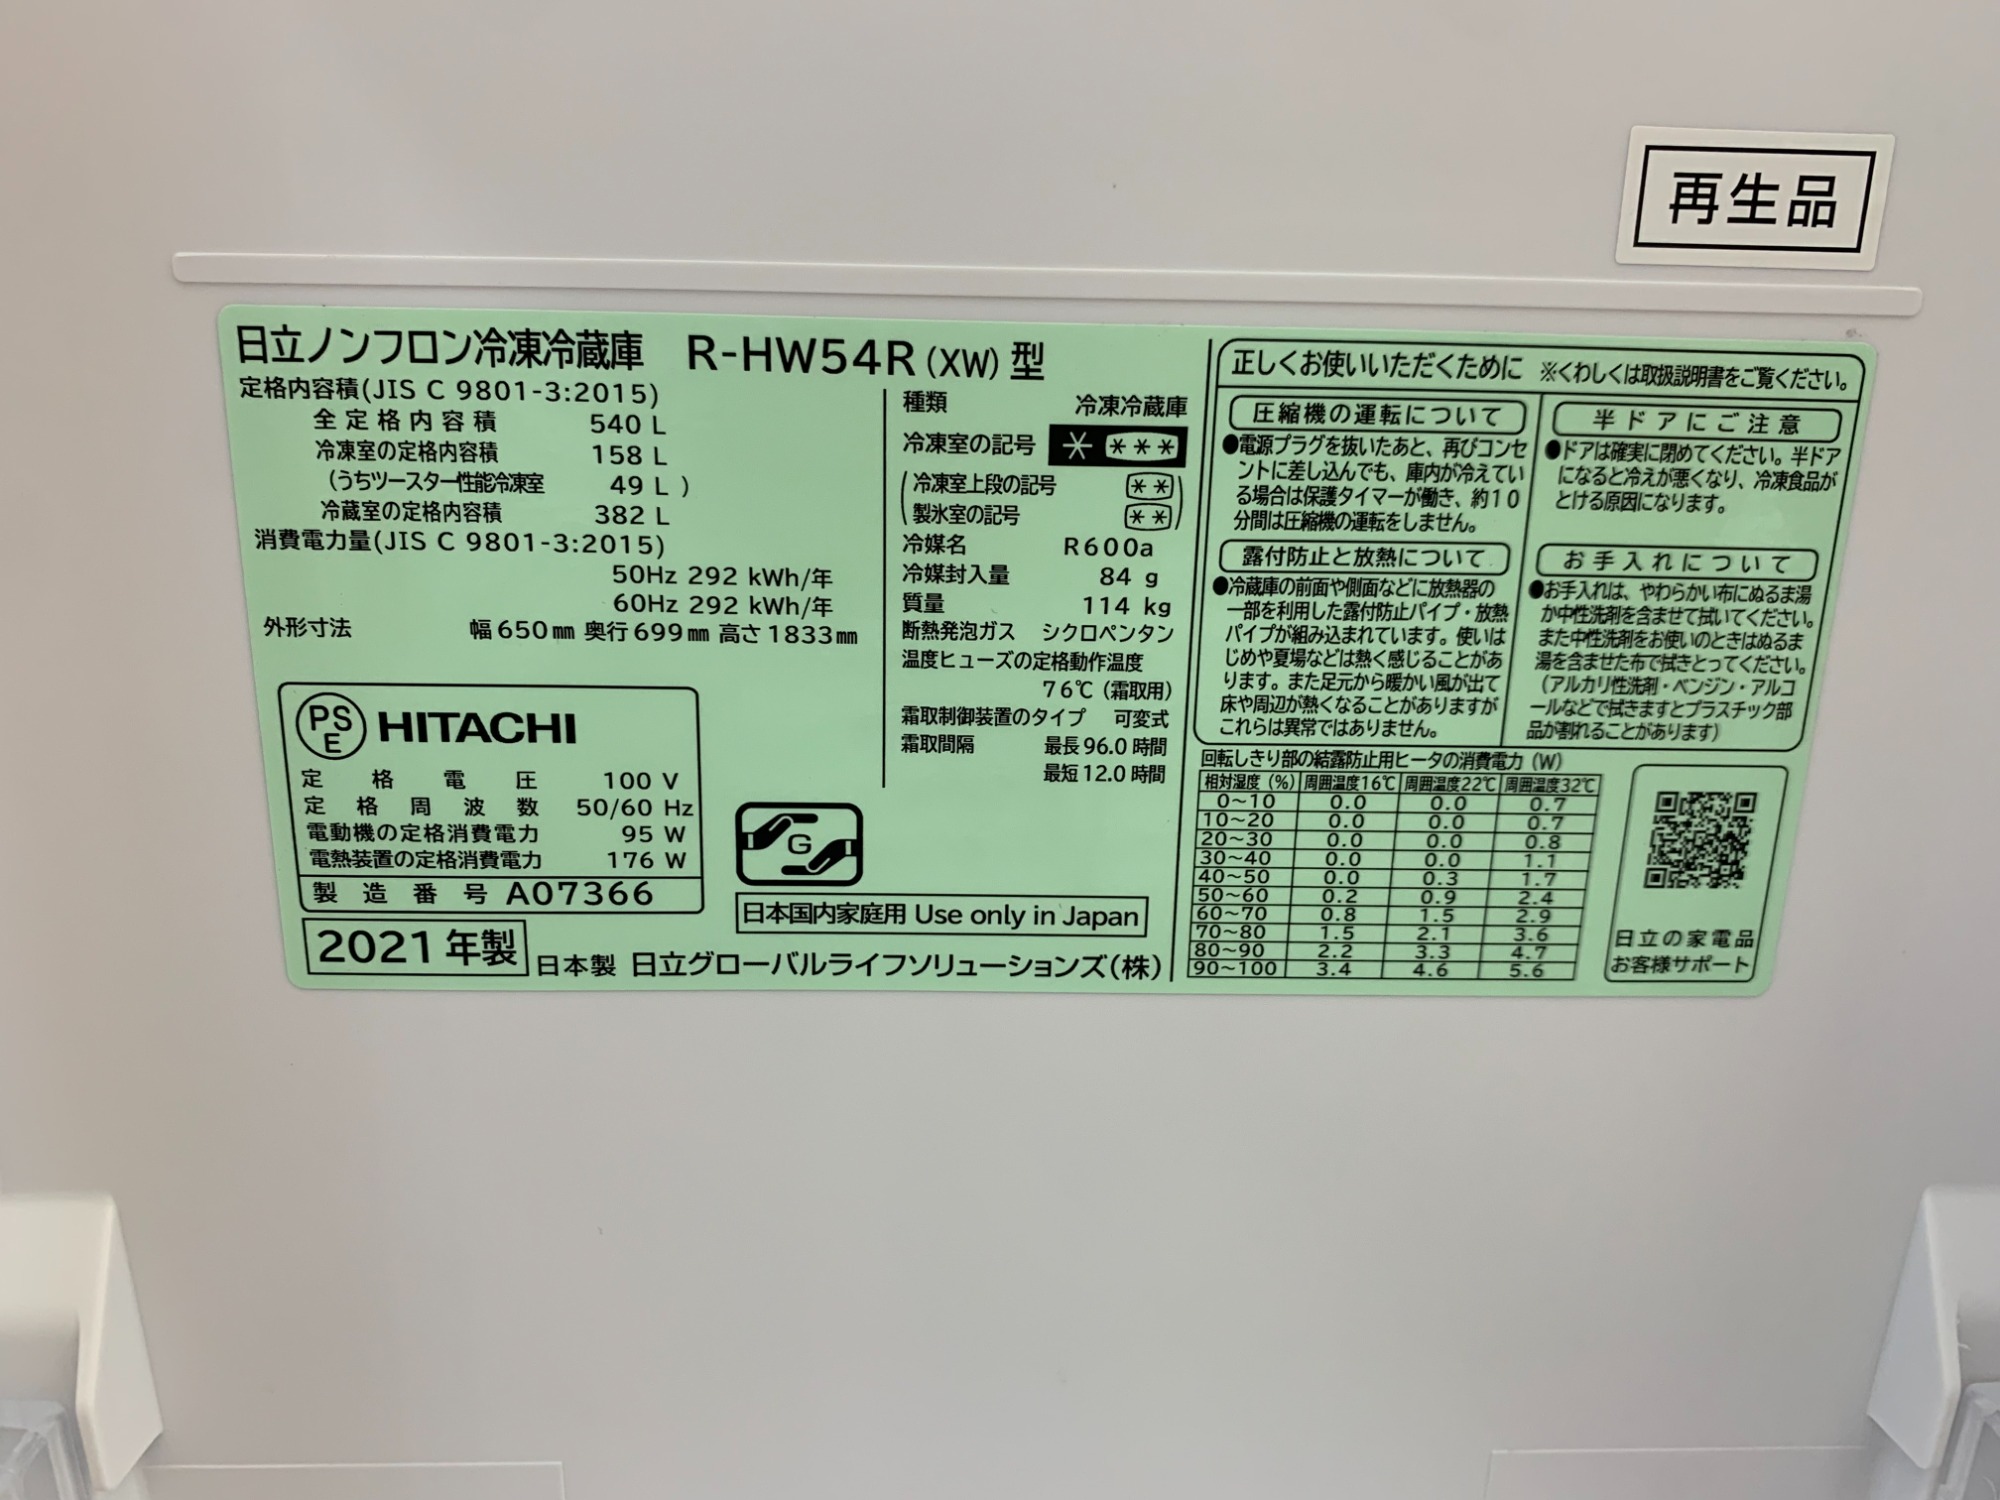 再生品
日立ノンフロン冷凍冷蔵庫 R-HW54R (XW) 型
定格内容積(JIS C 9801-3:2015)
全定格内容積 540 L
冷凍室の定格内容積 158 L
(うちツースター性能冷凍室 49 L )
冷蔵室の定格内容積 382 L
消費電力量(JIS C 9801-3:2015)
50Hz 292 kWh/年
60Hz 292 kWh/年
外形寸法 幅650㎜ 奥行699㎜ 高さ1833㎜
PS
E
HITACHI
定格電圧 100 V
定格周波数 50/60 Hz
電動機の定格消費電力 95 W
電熱装置の定格消費電力 176 W
製造番号 A07366
2021年製
日本製 日立グローバルライフソリューションズ(株)
種類 冷凍冷蔵庫
冷凍室の記号 * ***
冷凍室上段の記号 **
製氷室の記号 **
冷媒名 R600a
冷媒封入量 84 g
質量 114 kg
断熱発泡ガス シクロペンタン
温度ヒューズの定格動作温度
76℃(霜取用)
霜取制御装置のタイプ 可変式
霜取間隔 最長96.0時間
最短12.0時間
G
日本国内家庭用 Use only in Japan
正しくお使いいただくために ※くわしくは取扱説明書をご覧ください。
圧縮機の運転について
●電源プラグを抜いたあと、再びコンセ
ントに差し込んでも、庫内が冷えてい
る場合は保護タイマーが働き、約10
分間は圧縮機の運転をしません。
露付防止と放熱について
●冷蔵庫の前面や側面などに放熱器の
一部を利用した露付防止パイプ・放熱
パイプが組み込まれています。使いは
じめや夏場などは熱く感じることがあ
ります。また足元から暖かい風が出て
床や周辺が熱くなることがありますが
これらは異常ではありません。
半ドアにご注意
●ドアは確実に閉めてください。半ドア
になると冷えが悪くなり、冷凍食品が
とける原因になります。
お手入れについて
●お手入れは、やわらかい布にぬるま湯
か中性洗剤を含ませて拭いてください。
また中性洗剤をお使いのときはぬるま
湯を含ませた布で拭きとってください。
(アルカリ性洗剤・ベンジン・アルコ
ールなどで拭きますとプラスチック部
品が割れることがあります)
回転しきり部の結露防止用ヒータの消費電力(W)
相対湿度(%) 周囲温度16℃ 周囲温度22℃ 周囲温度32℃
0~10 0.0 0.0 0.7
10~20 0.0 0.0 0.7
20~30 0.0 0.0 0.8
30~40 0.0 0.0 1.1
40~50 0.0 0.3 1.7
50~60 0.2 0.9 2.4
60~70 0.8 1.5 2.9
70~80 1.5 2.1 3.6
80~90 2.2 3.3 4.7
90~100 3.4 4.6 5.6
日立の家電品
お客様サポート